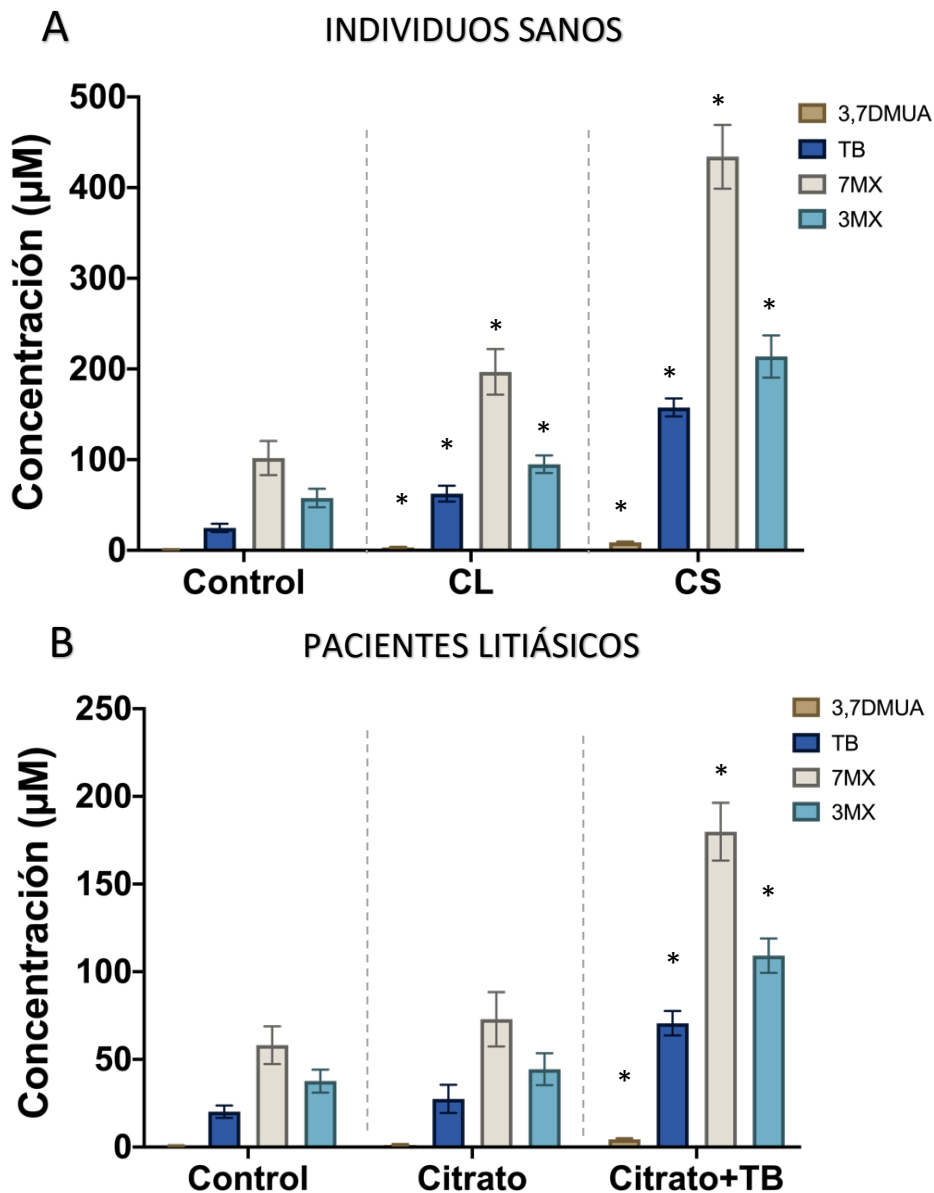 A
INDIVIDUOS SANOS
Concentración (µM)
500
400
300
200
100
0
3,7DMUA
TB
7MX
3MX
*
*
*
*
*
*
*
*
Control
CL
CS
B
PACIENTES LITIÁSICOS
Concentración (µM)
250
200
150
100
50
0
3,7DMUA
TB
7MX
3MX
*
*
*
*
Control
Citrato
Citrato+TB